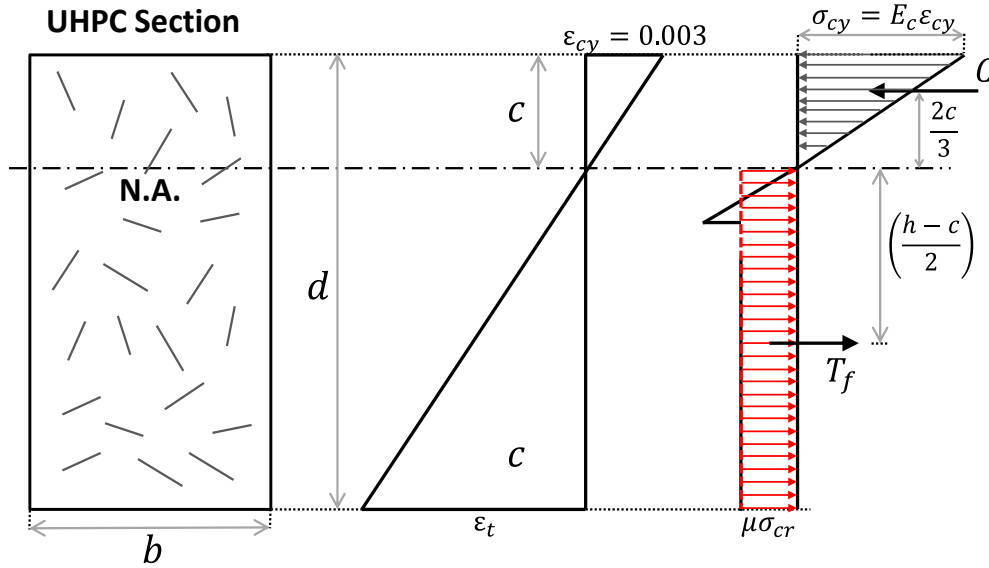 UHPC Section
ε_cy = 0.003
σ_cy = E_c ε_cy
c
C
2c/3
N.A.
(h − c / 2)
d
T_f
c
ε_t
μσ_cr
b